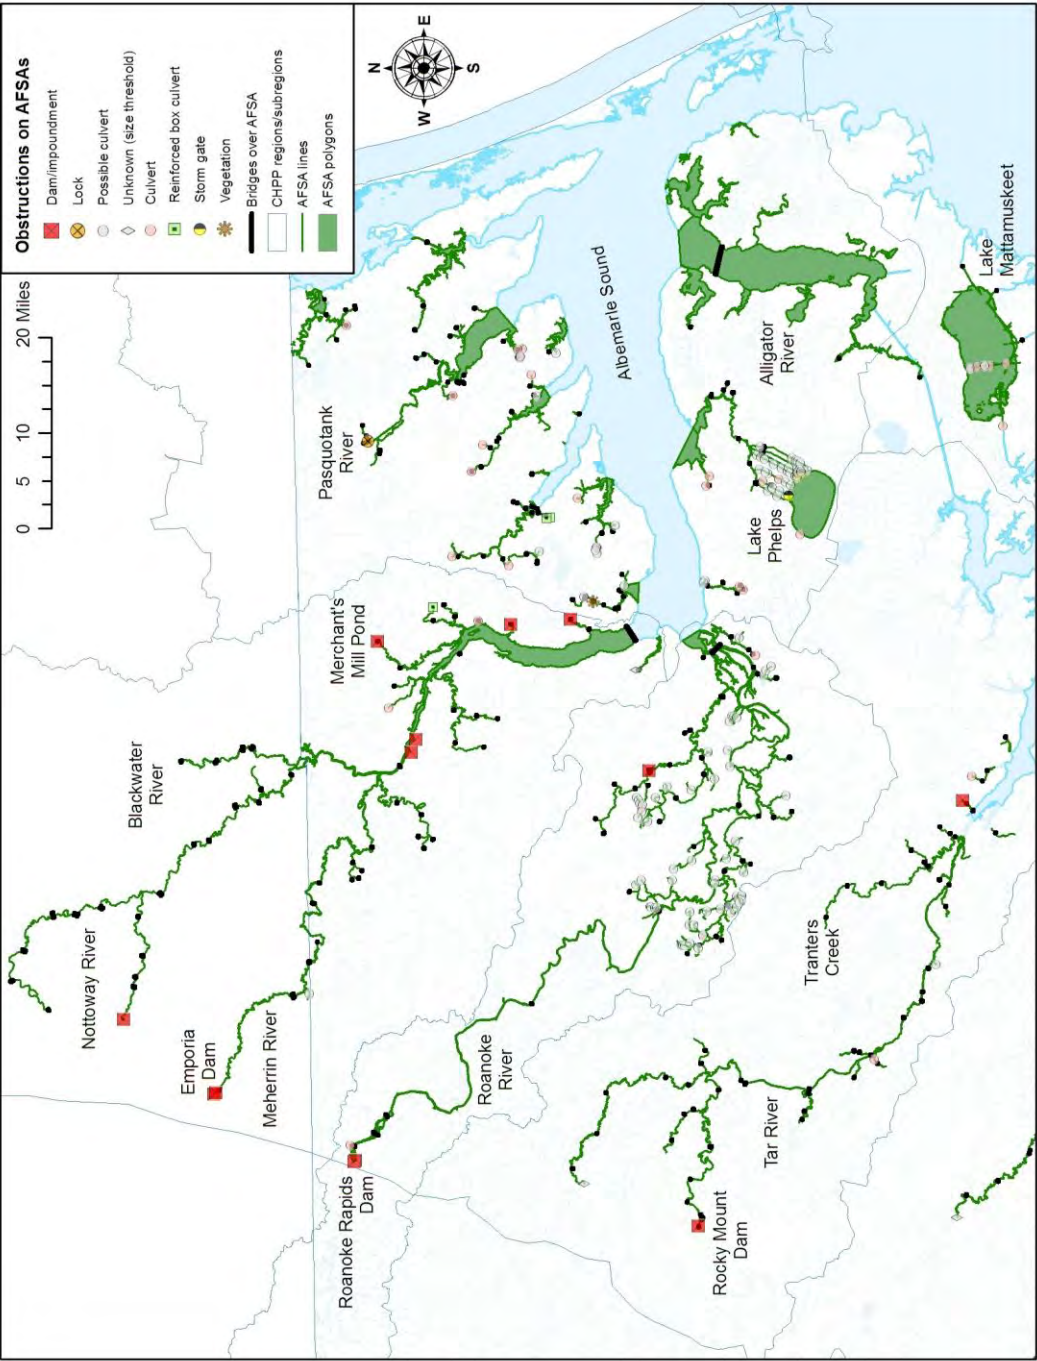 Obstructions on AFSAs
Dam/impoundment
Lock
Possible culvert
Unknown (size threshold)
Culvert
Reinforced box culvert
Storm gate
Vegetation
Bridges over AFSA
CHPP regions/subregions
AFSA lines
AFSA polygons
N
E
S
W
0 5 10 20 Miles
Blackwater
River
Nottoway River
Emporia
Dam
Meherrin River
Roanoke Rapids
Dam
Roanoke
River
Merchant's
Mill Pond
Pasquotank
River
Albemarle Sound
Alligator
River
Lake
Phelps
Lake
Mattamuskeet
Tranters
Creek
Tar River
Rocky Mount
Dam